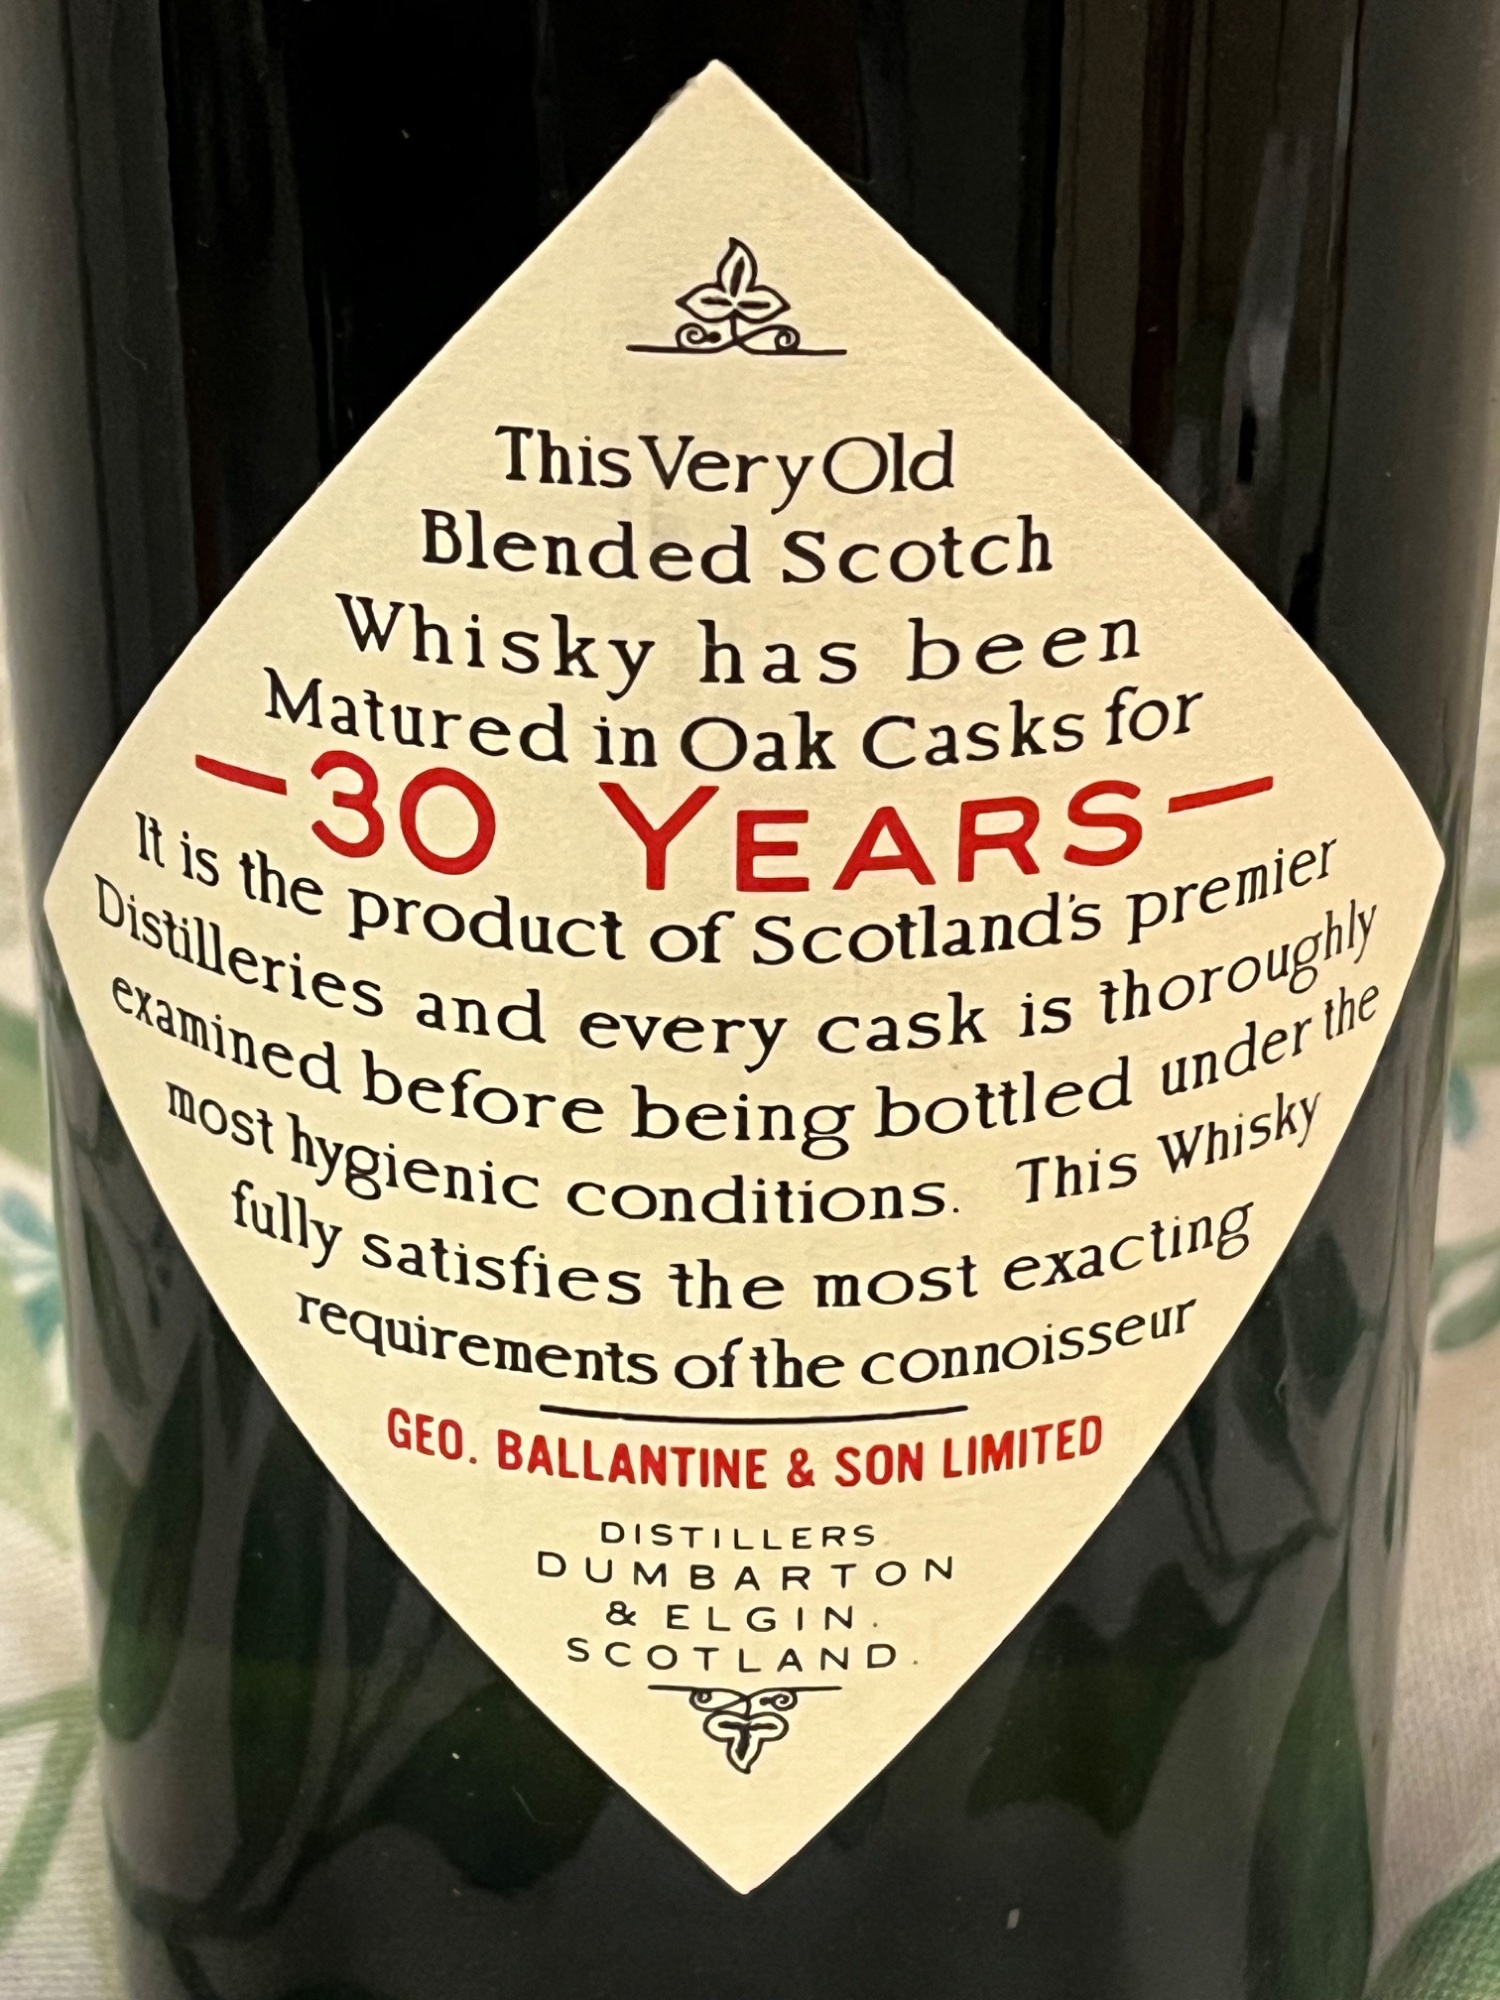 This Very Old
Blended Scotch
Whisky has been
Matured in Oak Casks for
—30 YEARS—
It is the product of Scotland's premier
Distilleries and every cask is thoroughly
examined before being bottled under the
most hygienic conditions. This Whisky
fully satisfies the most exacting
requirements of the connoisseur
GEO. BALLANTINE & SON LIMITED
DISTILLERS
DUMBARTON
& ELGIN.
SCOTLAND.